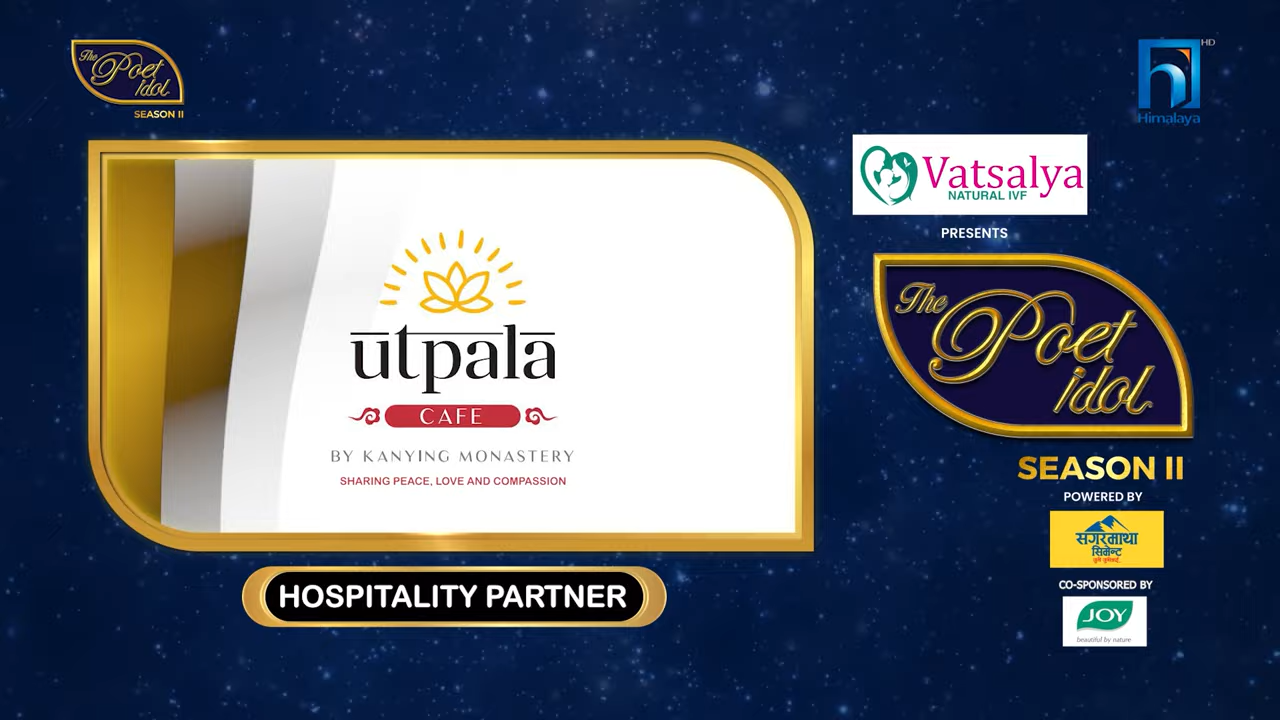 The
Poet
idol
SEASON II
HD
Himalaya
utpala
CAFE
BY KANYING MONASTERY
SHARING PEACE, LOVE AND COMPASSION
HOSPITALITY PARTNER
Vatsalya
NATURAL IVF
PRESENTS
The
Poet
idol
SEASON II
POWERED BY
सगरमाथा
सिमेन्ट
CO-SPONSORED BY
JOY
beautiful by nature